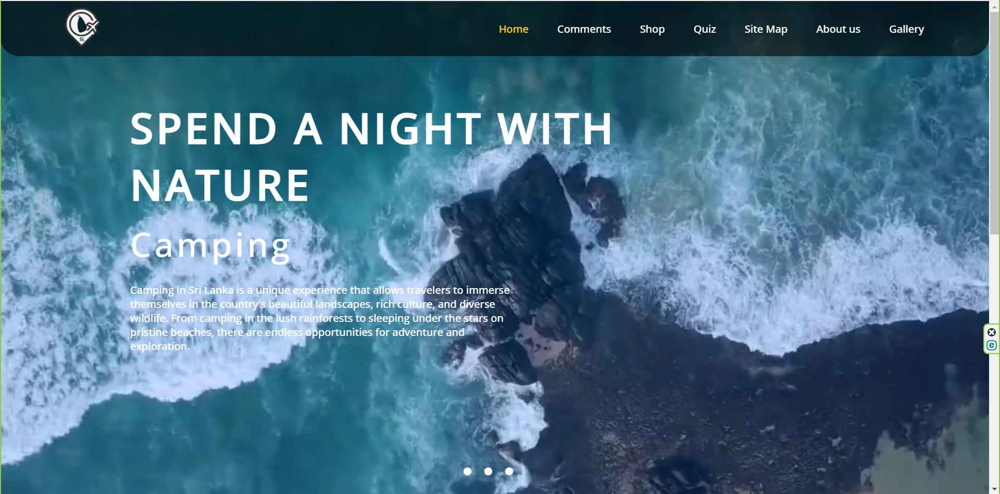 SL
Home
Comments
Shop
Quiz
Site Map
About us
Gallery
SPEND A NIGHT WITH
NATURE
Camping
Camping in Sri Lanka is a unique experience that allows travelers to immerse
themselves in the country's beautiful landscapes, rich culture, and diverse
wildlife. From camping in the lush rainforests to sleeping under the stars on
pristine beaches, there are endless opportunities for adventure and
exploration.
e